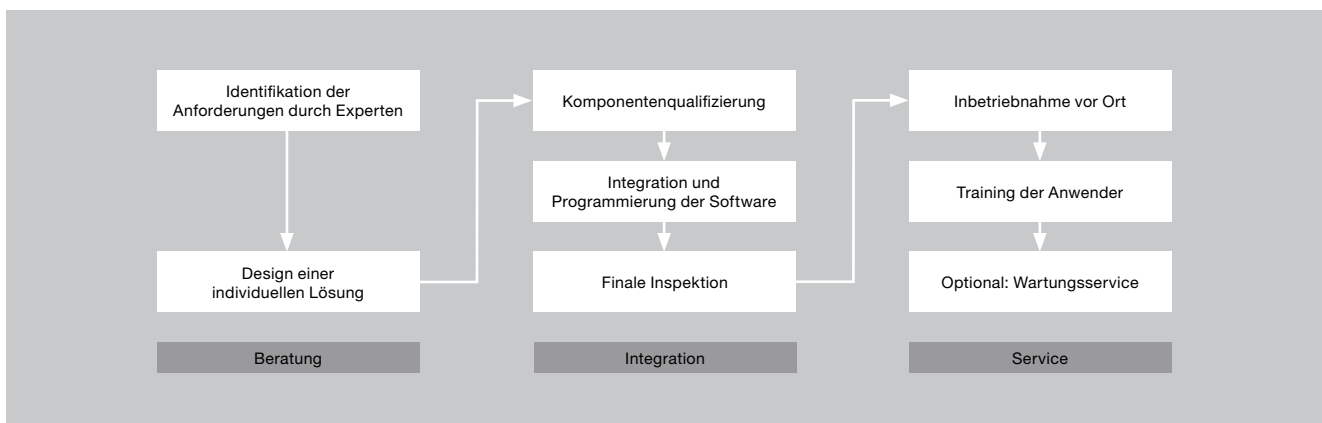 Identifikation der
Anforderungen durch Experten
Design einer
individuellen Lösung
Beratung
Komponentenqualifizierung
Integration und
Programmierung der Software
Finale Inspektion
Integration
Inbetriebnahme vor Ort
Training der Anwender
Optional: Wartungsservice
Service